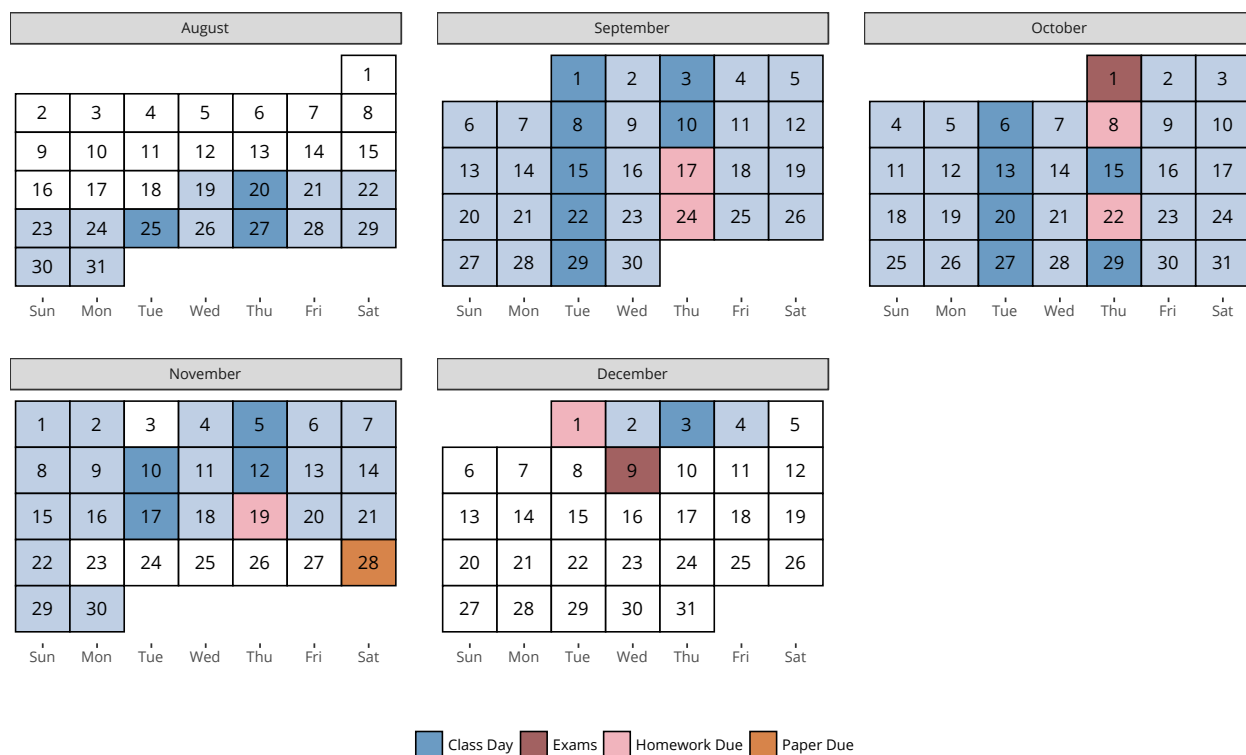 August September October
1 1 2 3 4 5 1 2 3
2 3 4 5 6 7 8 6 7 8 9 10 11 12 4 5 6 7 8 9 10
9 10 11 12 13 14 15 13 14 15 16 17 18 19 11 12 13 14 15 16 17
16 17 18 19 20 21 22 20 21 22 23 24 25 26 18 19 20 21 22 23 24
23 24 25 26 27 28 29 27 28 29 30 25 26 27 28 29 30 31
30 31
Sun Mon Tue Wed Thu Fri Sat Sun Mon Tue Wed Thu Fri Sat Sun Mon Tue Wed Thu Fri Sat
November December
1 2 3 4 5 6 7 1 2 3 4 5
8 9 10 11 12 13 14 6 7 8 9 10 11 12
15 16 17 18 19 20 21 13 14 15 16 17 18 19
22 23 24 25 26 27 28 20 21 22 23 24 25 26
29 30 27 28 29 30 31
Sun Mon Tue Wed Thu Fri Sat Sun Mon Tue Wed Thu Fri Sat
Class Day Exams Homework Due Paper Due